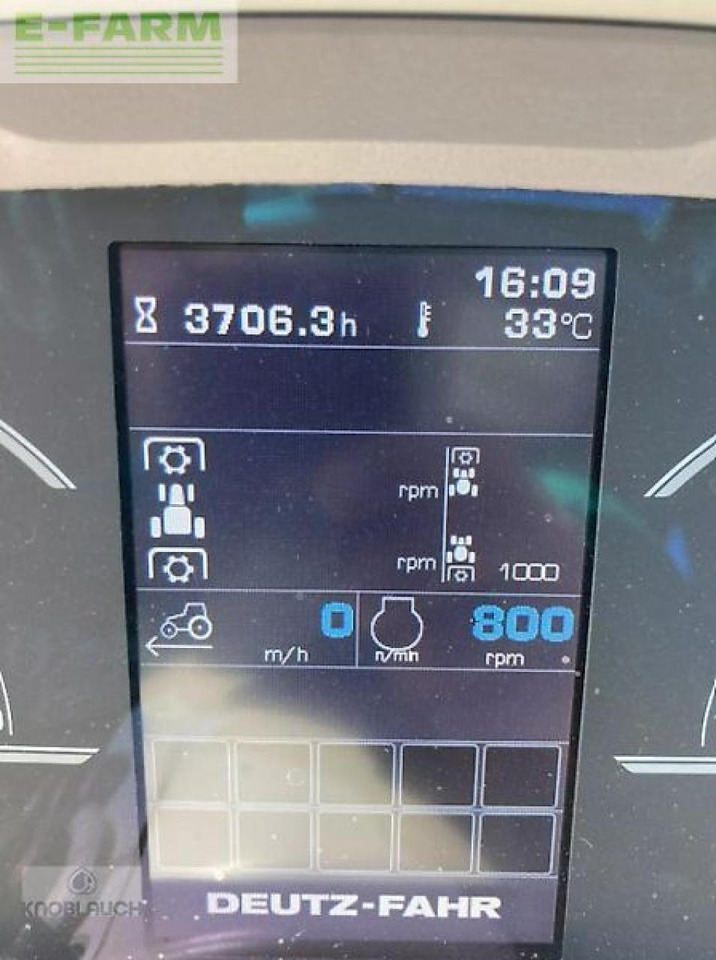 E-FARM
16:09
3706.3h
33°C
rpm
rpm
1000
0
800
m/h
n/min
rpm
KNOBLAUCH
DEUTZ-FAHR